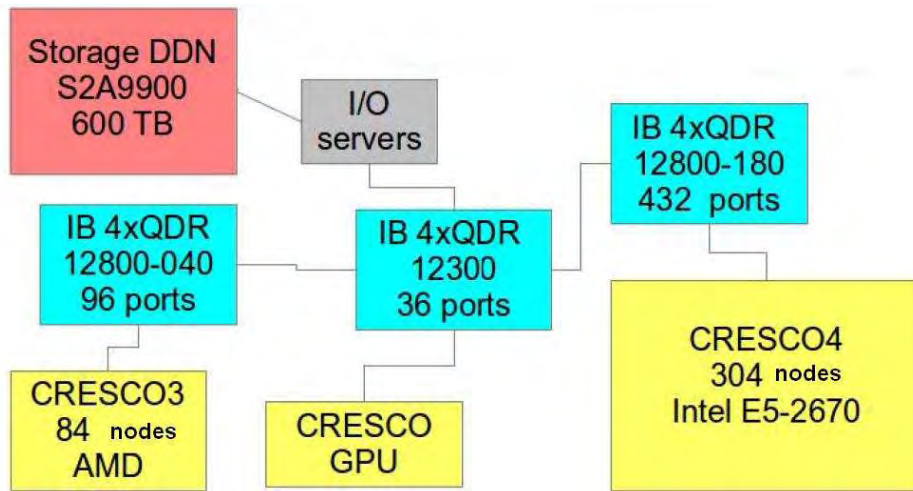 Storage DDN
S2A9900
600 TB
I/O
servers
IB 4xQDR
12800-180
432 ports
IB 4xQDR
12800-040
96 ports
IB 4xQDR
12300
36 ports
CRESCO3
84 nodes
AMD
CRESCO
GPU
CRESCO4
304 nodes
Intel E5-2670